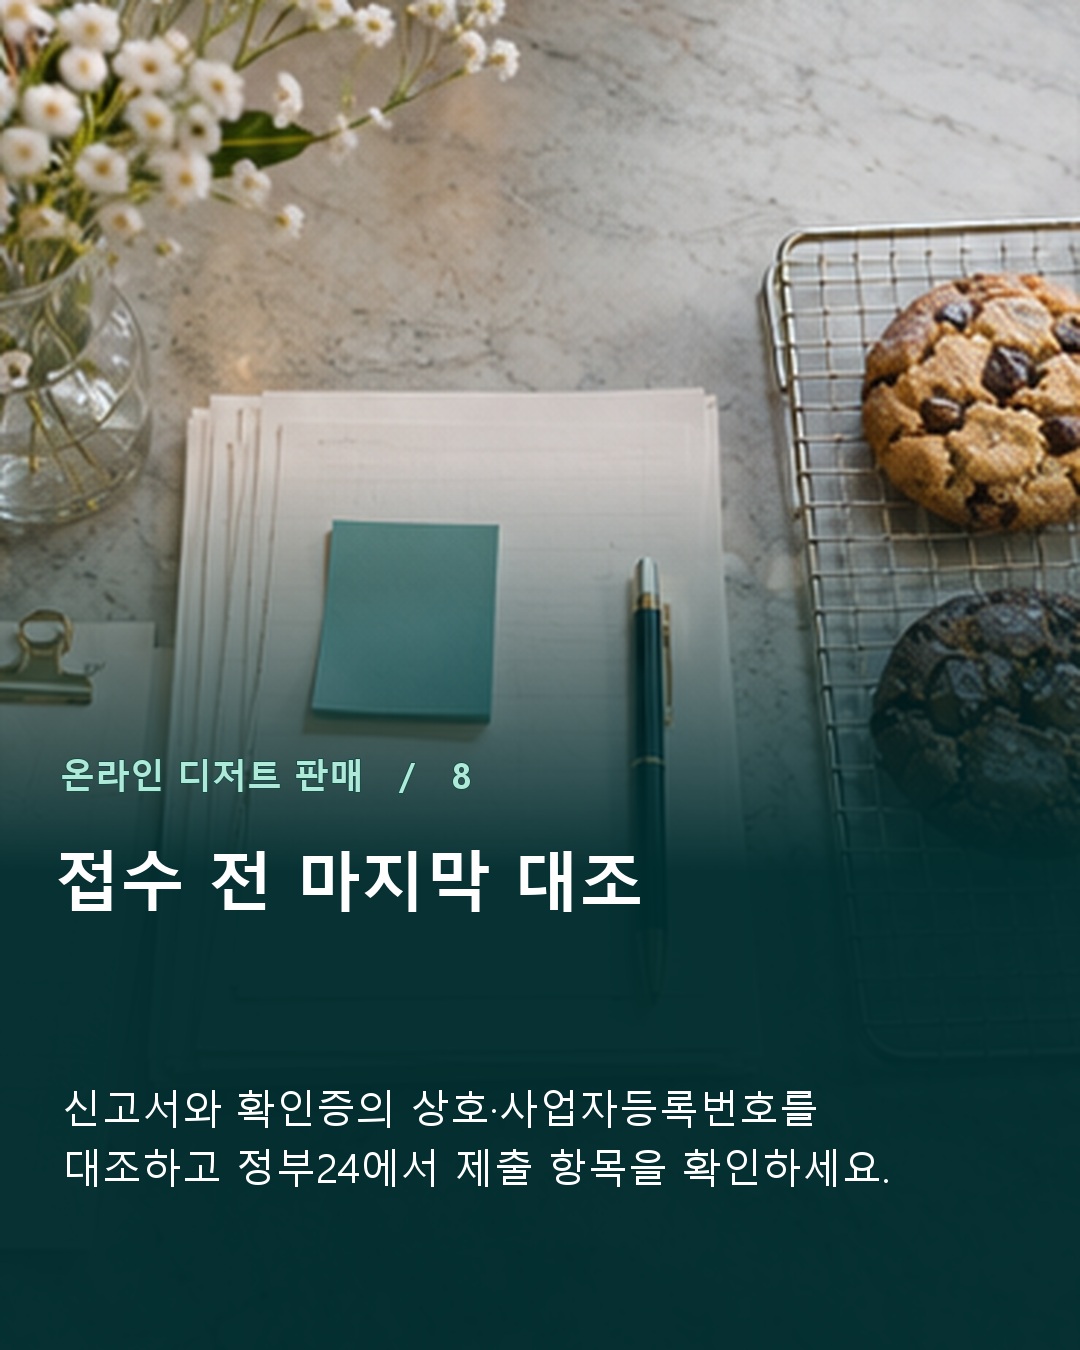 온라인 디저트 판매 / 8
접수 전 마지막 대조
신고서와 확인증의 상호·사업자등록번호를
대조하고 정부24에서 제출 항목을 확인하세요.